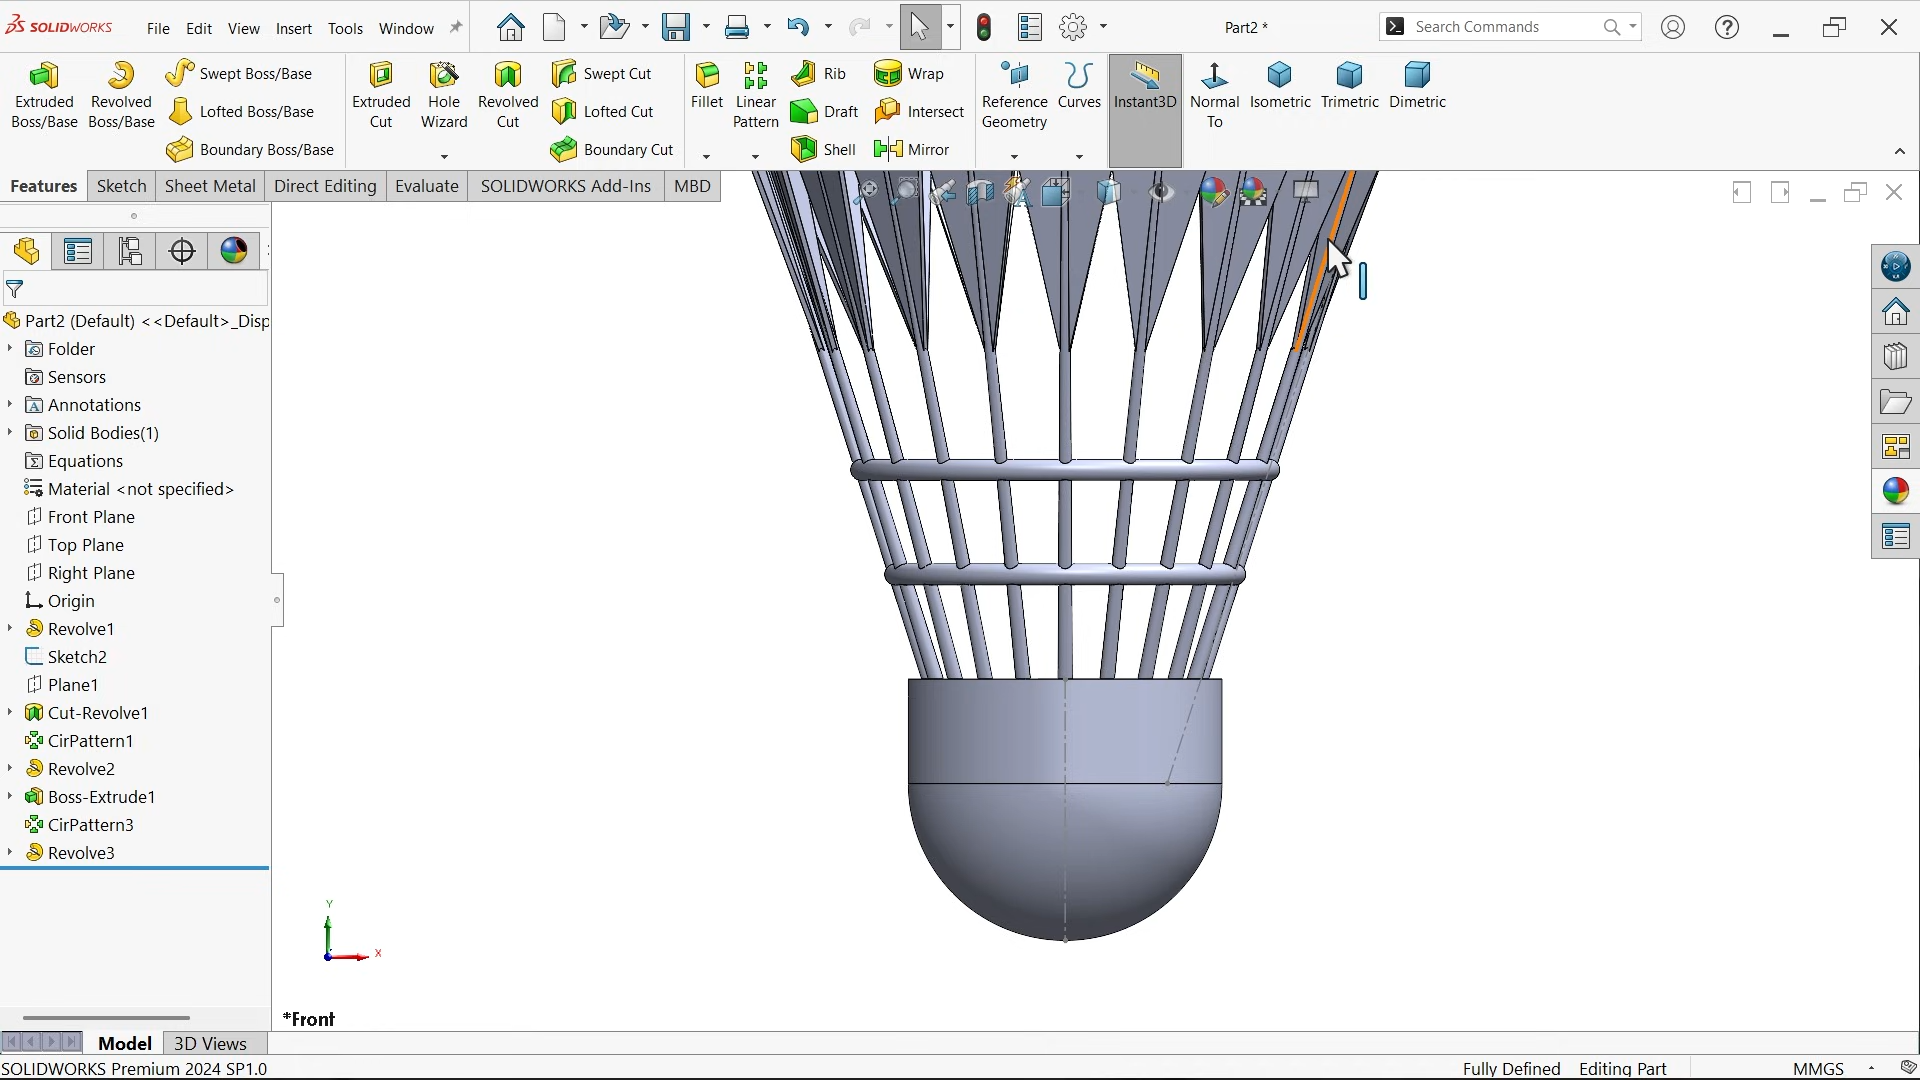 SOLIDWORKS File Edit View Insert Tools Window Part2 * Search Commands
Extruded Boss/Base
Revolved Boss/Base
Swept Boss/Base
Lofted Boss/Base
Boundary Boss/Base
Extruded Cut
Hole Wizard
Revolved Cut
Swept Cut
Lofted Cut
Boundary Cut
Fillet
Linear Pattern
Rib
Draft
Shell
Wrap
Intersect
Mirror
Reference Geometry
Curves
Instant3D
Normal To
Isometric
Trimetric
Dimetric
Features Sketch Sheet Metal Direct Editing Evaluate SOLIDWORKS Add-Ins MBD
Part2 (Default) <<Default>_Disp
Folder
Sensors
Annotations
Solid Bodies(1)
Equations
Material <not specified>
Front Plane
Top Plane
Right Plane
Origin
Revolve1
Sketch2
Plane1
Cut-Revolve1
CirPattern1
Revolve2
Boss-Extrude1
CirPattern3
Revolve3
Y
X
*Front
Model 3D Views
SOLIDWORKS Premium 2024 SP1.0 Fully Defined Editing Part MMGS